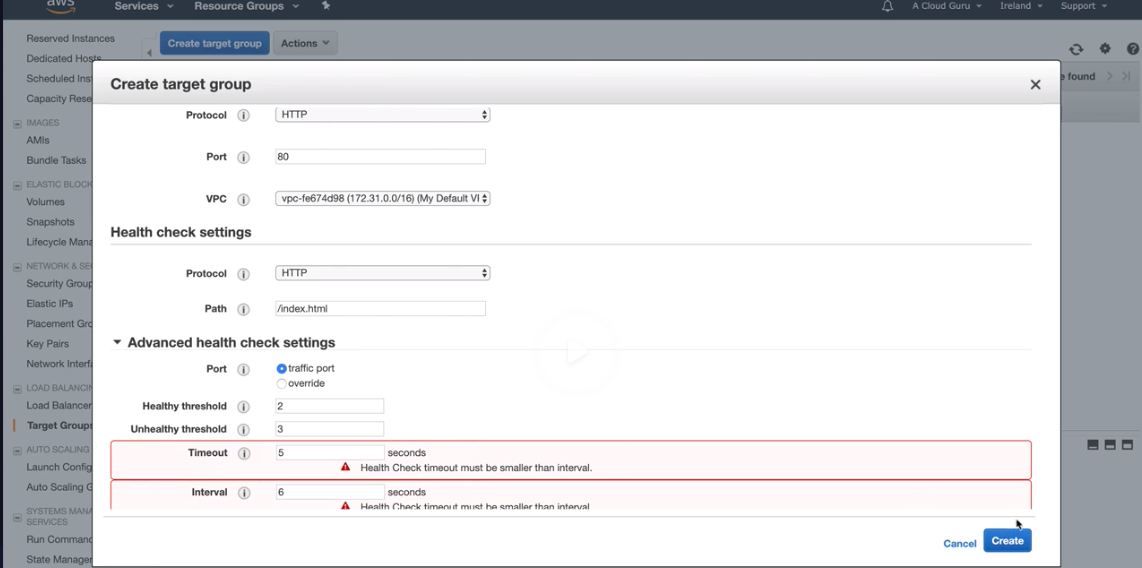 aws
Services Resource Groups A Cloud Guru Ireland Support
Reserved Instances
Dedicated Hosts
Scheduled Inst
Capacity Rese
IMAGES
AMIs
Bundle Tasks
ELASTIC BLOCK
Volumes
Snapshots
Lifecycle Mana
NETWORK & SEC
Security Group
Elastic IPs
Placement Gro
Key Pairs
Network Interfa
LOAD BALANCIN
Load Balancer
Target Groups
AUTO SCALING
Launch Config
Auto Scaling G
SYSTEMS MANA
SERVICES
Run Command
State Manager
Create target group Actions
e found
Create target group
Protocol HTTP
Port 80
VPC vpc-fe674d98 (172.31.0.0/16) (My Default VI
Health check settings
Protocol HTTP
Path /index.html
Advanced health check settings
Port traffic port
override
Healthy threshold 2
Unhealthy threshold 3
Timeout 5 seconds
Health Check timeout must be smaller than interval.
Interval 6 seconds
Health Check timeout must be smaller than interval
Cancel Create